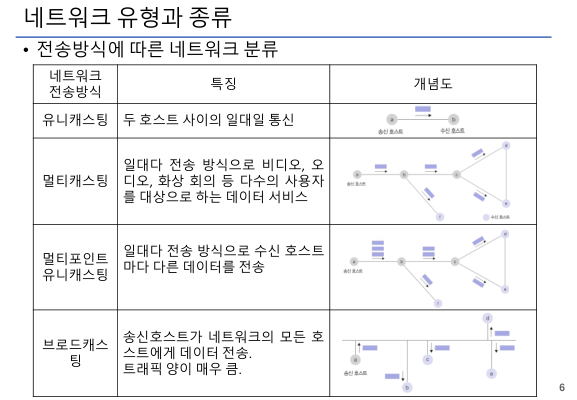 네트워크 유형과 종류
• 전송방식에 따른 네트워크 분류
네트워크
전송방식
특징
개념도
유니캐스팅
두 호스트 사이의 일대일 통신
a
b
송신 호스트
수신 호스트
멀티캐스팅
일대다 전송 방식으로 비디오, 오
디오, 화상 회의 등 다수의 사용자
를 대상으로 하는 데이터 서비스
a
b
c
d
e
f
송신 호스트
수신 호스트
멀티포인트
유니캐스팅
일대다 전송 방식으로 수신 호스트
마다 다른 데이터를 전송
a
b
c
d
e
f
송신 호스트
브로드캐스
팅
송신호스트가 네트워크의 모든 호
스트에게 데이터 전송.
트래픽 양이 매우 큼.
d
a
c
e
송신 호스트
b
6